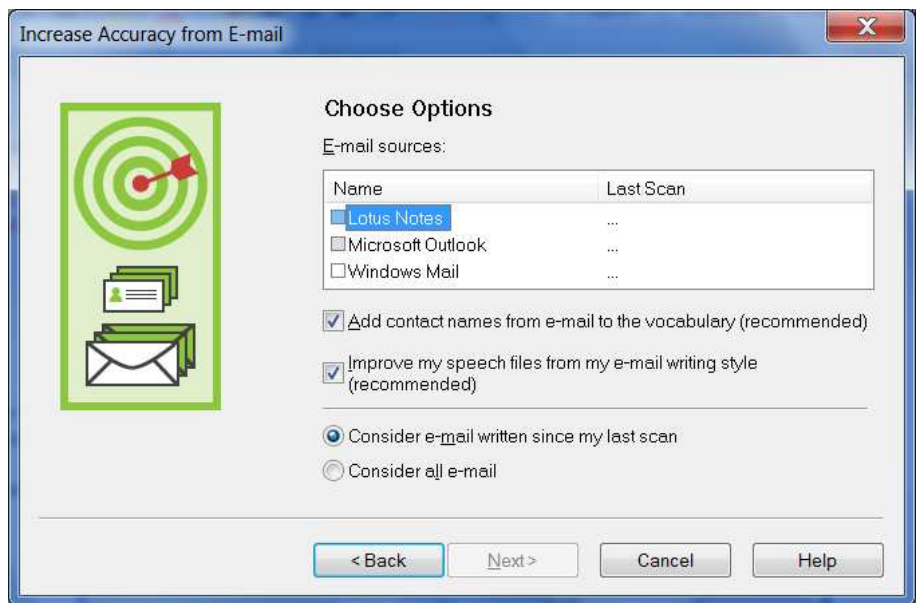 Increase Accuracy from E-mail
Choose Options
E-mail sources:
Name Last Scan
Lotus Notes ...
Microsoft Outlook ...
Windows Mail ...
Add contact names from e-mail to the vocabulary (recommended)
Improve my speech files from my e-mail writing style
(recommended)
Consider e-mail written since my last scan
Consider all e-mail
< Back Next > Cancel Help